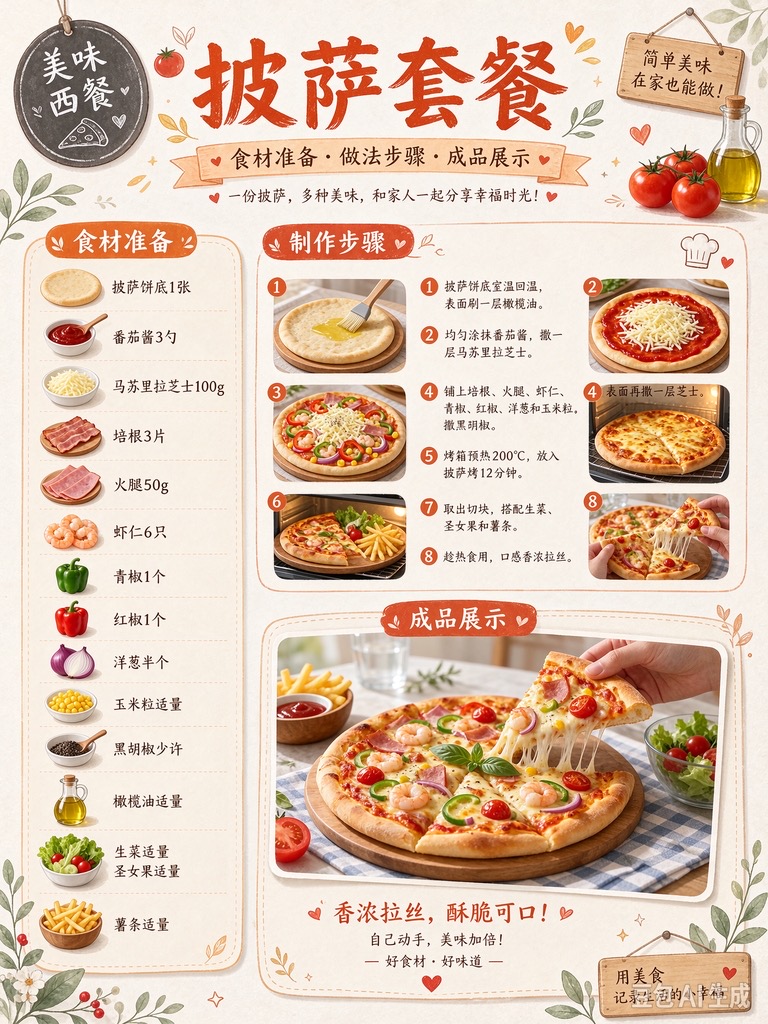 美味
西餐
披萨套餐
简单美味
在家也能做!
食材准备·做法步骤·成品展示
一份披萨,多种美味,和家人一起分享幸福时光!
食材准备
披萨饼底1张
番茄酱3勺
马苏里拉芝士100g
培根3片
火腿50g
虾仁6只
青椒1个
红椒1个
洋葱半个
玉米粒适量
黑胡椒少许
橄榄油适量
生菜适量
圣女果适量
薯条适量
制作步骤
1
1 披萨饼底室温回温,
表面刷一层橄榄油。
2
2 均匀涂抹番茄酱,撒一
层马苏里拉芝士。
3
4 铺上培根、火腿、虾仁、
青椒、红椒、洋葱和玉米粒,
撒黑胡椒。
4 表面再撒一层芝士。
5 烤箱预热200℃,放入
披萨烤12分钟。
6
7 取出切块,搭配生菜、
圣女果和薯条。
8
8 趁热食用,口感香浓拉丝。
成品展示
香浓拉丝,酥脆可口!
自己动手,美味加倍!
— 好食材·好味道 —
用美食
记录生活的小幸福
豆包AI生成